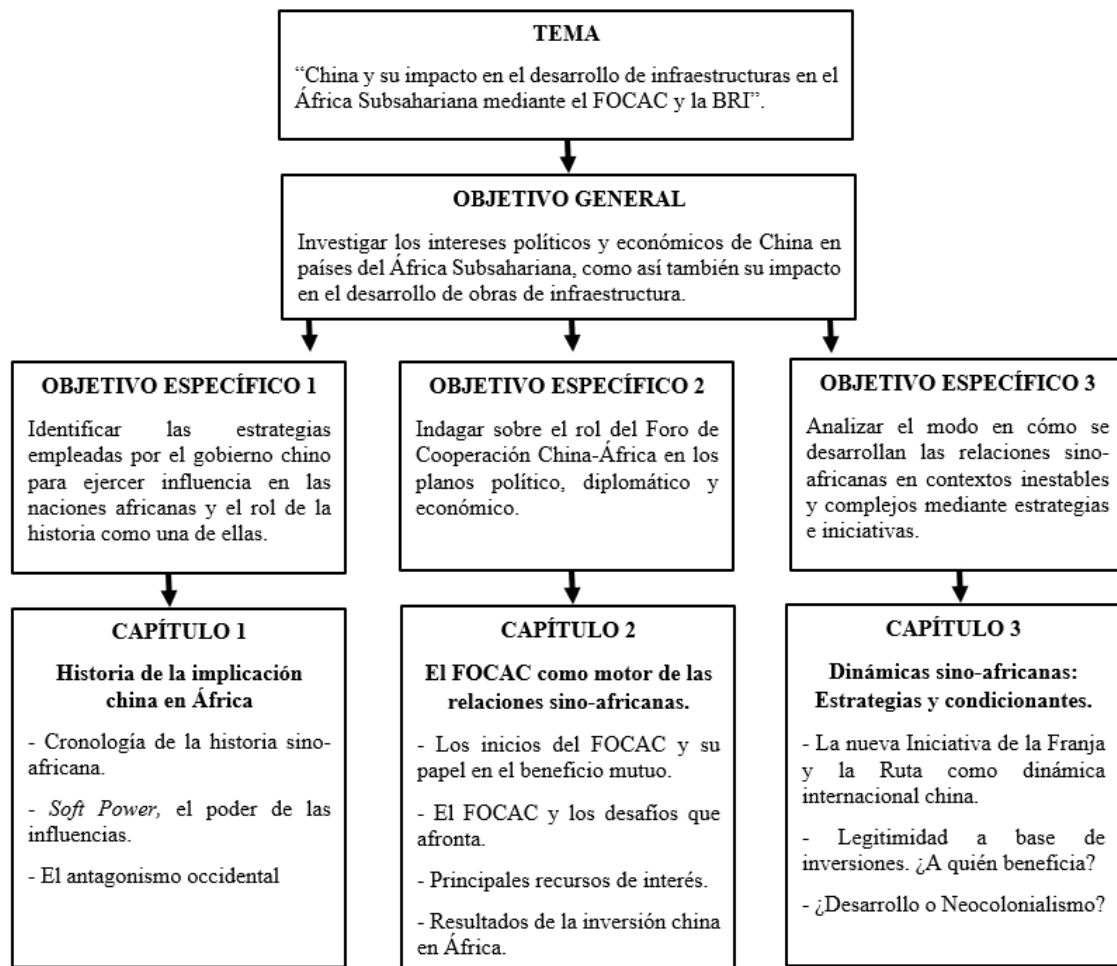 TEMA
“China y su impacto en el desarrollo de infraestructuras en el
África Subsahariana mediante el FOCAC y la BRI”.
OBJETIVO GENERAL
Investigar los intereses políticos y económicos de China en
países del África Subsahariana, como así también su impacto
en el desarrollo de obras de infraestructura.
OBJETIVO ESPECÍFICO 1
Identificar las estrategias
empleadas por el gobierno chino
para ejercer influencia en las
naciones africanas y el rol de la
historia como una de ellas.
OBJETIVO ESPECÍFICO 2
Indagar sobre el rol del Foro de
Cooperación China-África en los
planos político, diplomático y
económico.
OBJETIVO ESPECÍFICO 3
Analizar el modo en cómo se
desarrollan las relaciones sino-
africanas en contextos inestables
y complejos mediante estrategias
e iniciativas.
CAPÍTULO 1
Historia de la implicación
china en África
- Cronología de la historia sino-
africana.
- Soft Power, el poder de las
influencias.
- El antagonismo occidental
CAPÍTULO 2
El FOCAC como motor de las
relaciones sino-africanas.
- Los inicios del FOCAC y su
papel en el beneficio mutuo.
- El FOCAC y los desafíos que
afronta.
- Principales recursos de interés.
- Resultados de la inversión china
en África.
CAPÍTULO 3
Dinámicas sino-africanas:
Estrategias y condicionantes.
- La nueva Iniciativa de la Franja
y la Ruta como dinámica
internacional china.
- Legitimidad a base de
inversiones. ¿A quién beneficia?
- ¿Desarrollo o Neocolonialismo?